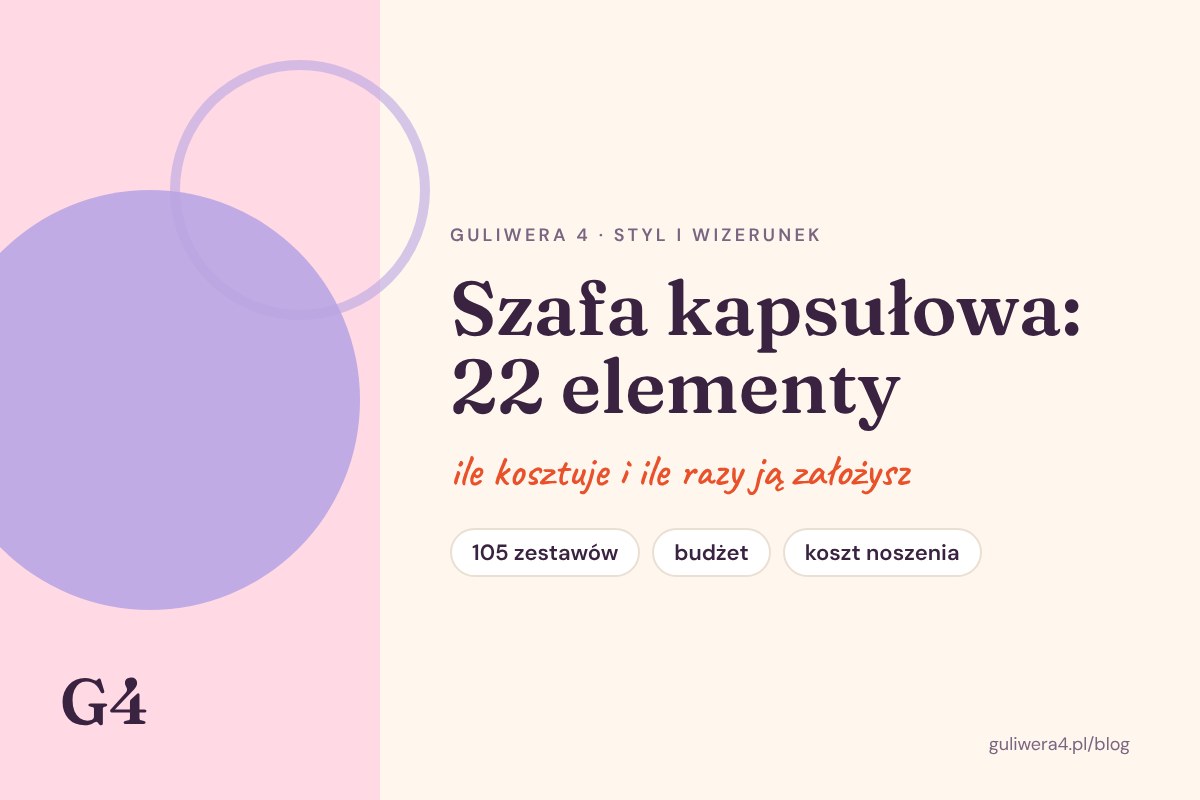 GULIWERA 4 · STYL I WIZERUNEK
Szafa kapsułowa:
22 elementy
ile kosztuje i ile razy ją założysz
105 zestawów
budżet
koszt noszenia
G4
guliwera4.pl/blog